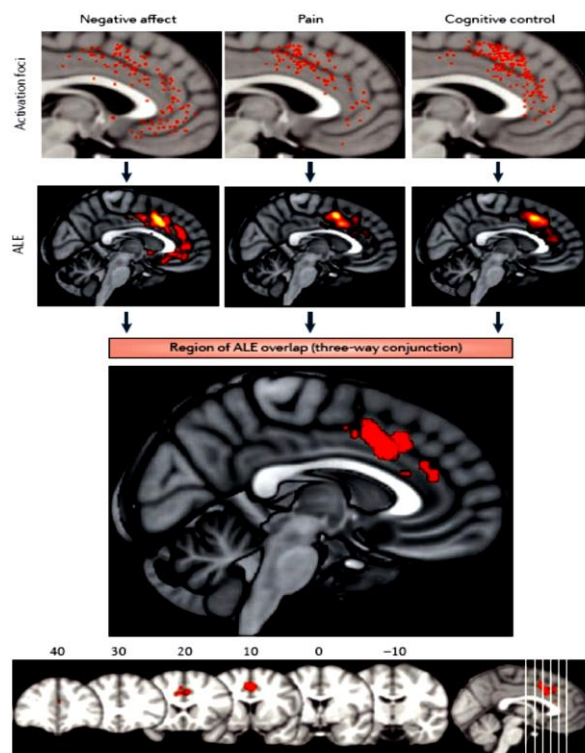 Negative affect Pain Cognitive control
Activation foci
ALE
Region of ALE overlap (three-way conjunction)
40 30 20 10 0 −10